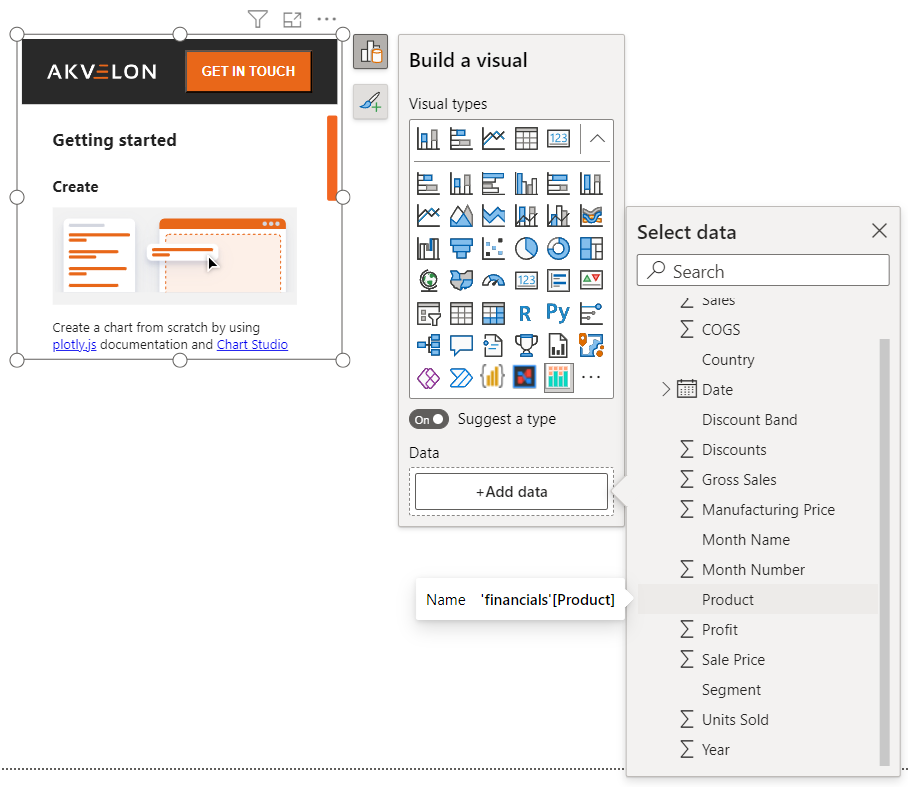 AKVELON
GET IN TOUCH
Getting started
Create
Create a chart from scratch by using
plotly.js documentation and Chart Studio
Build a visual
Visual types
123
123
R
Py
On
Suggest a type
Data
+Add data
Name 'financials'[Product]
Select data
Search
Sales
COGS
Country
Date
Discount Band
Discounts
Gross Sales
Manufacturing Price
Month Name
Month Number
Product
Profit
Sale Price
Segment
Units Sold
Year